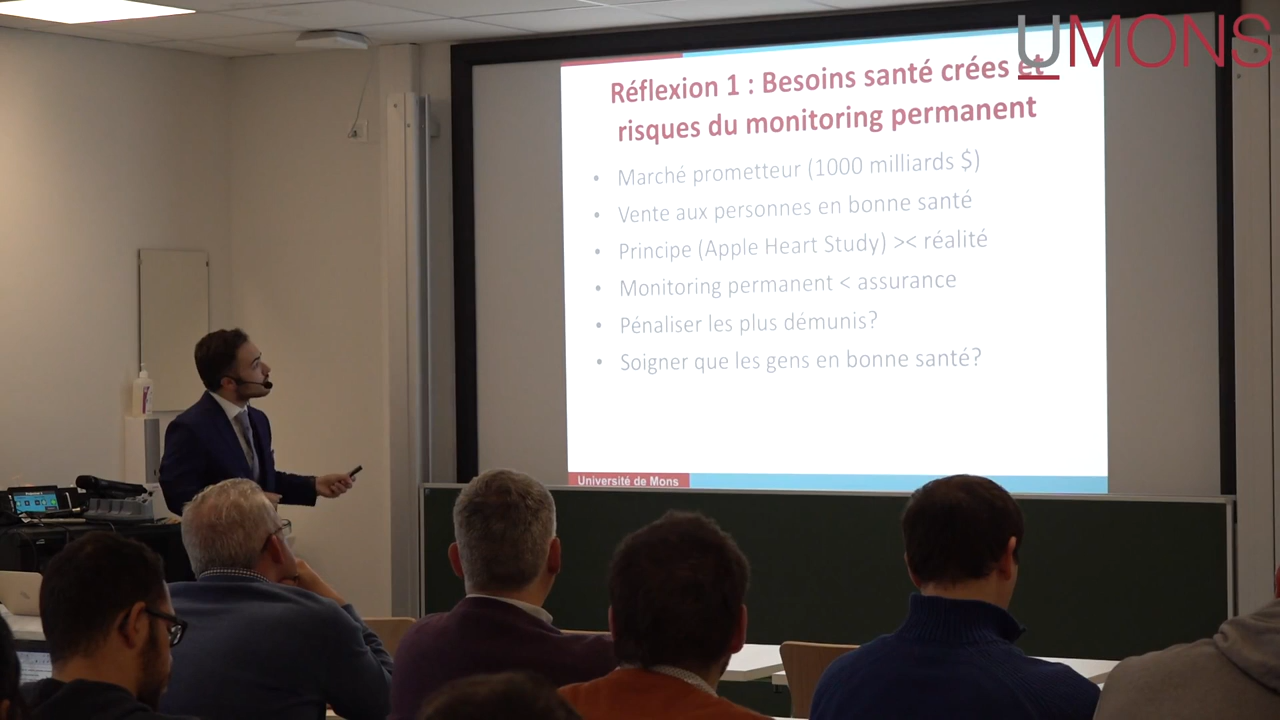 UMONS
Réflexion 1 : Besoins santé crées et
risques du monitoring permanent
• Marché prometteur (1000 milliards $)
• Vente aux personnes en bonne santé
• Principe (Apple Heart Study) >< réalité
• Monitoring permanent < assurance
• Pénaliser les plus démunis?
• Soigner que les gens en bonne santé?
Université de Mons